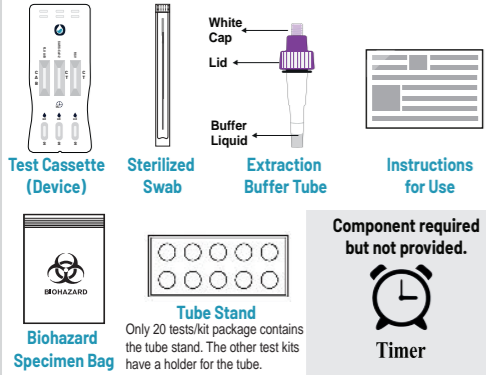 White
Cap
Lid
Buffer
Liquid
C
A
B
C
T
C
T
S
S
S
Test Cassette
(Device)
Sterilized
Swab
Extraction
Buffer Tube
Instructions
for Use
BIOHAZARD
Biohazard
Specimen Bag
Tube Stand
Only 20 tests/kit package contains
the tube stand. The other test kits
have a holder for the tube.
Component required
but not provided.
Timer